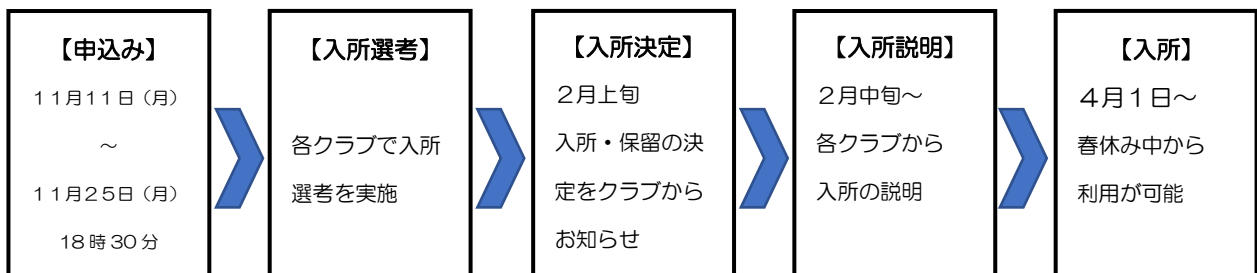 【申込み】
11月11日（月）
～
11月25日（月）
18時30分
【入所選考】
各クラブで入所
選考を実施
【入所決定】
2月上旬
入所・保留の決
定をクラブから
お知らせ
【入所説明】
2月中旬～
各クラブから
入所の説明
【入所】
4月1日～
春休み中から
利用が可能